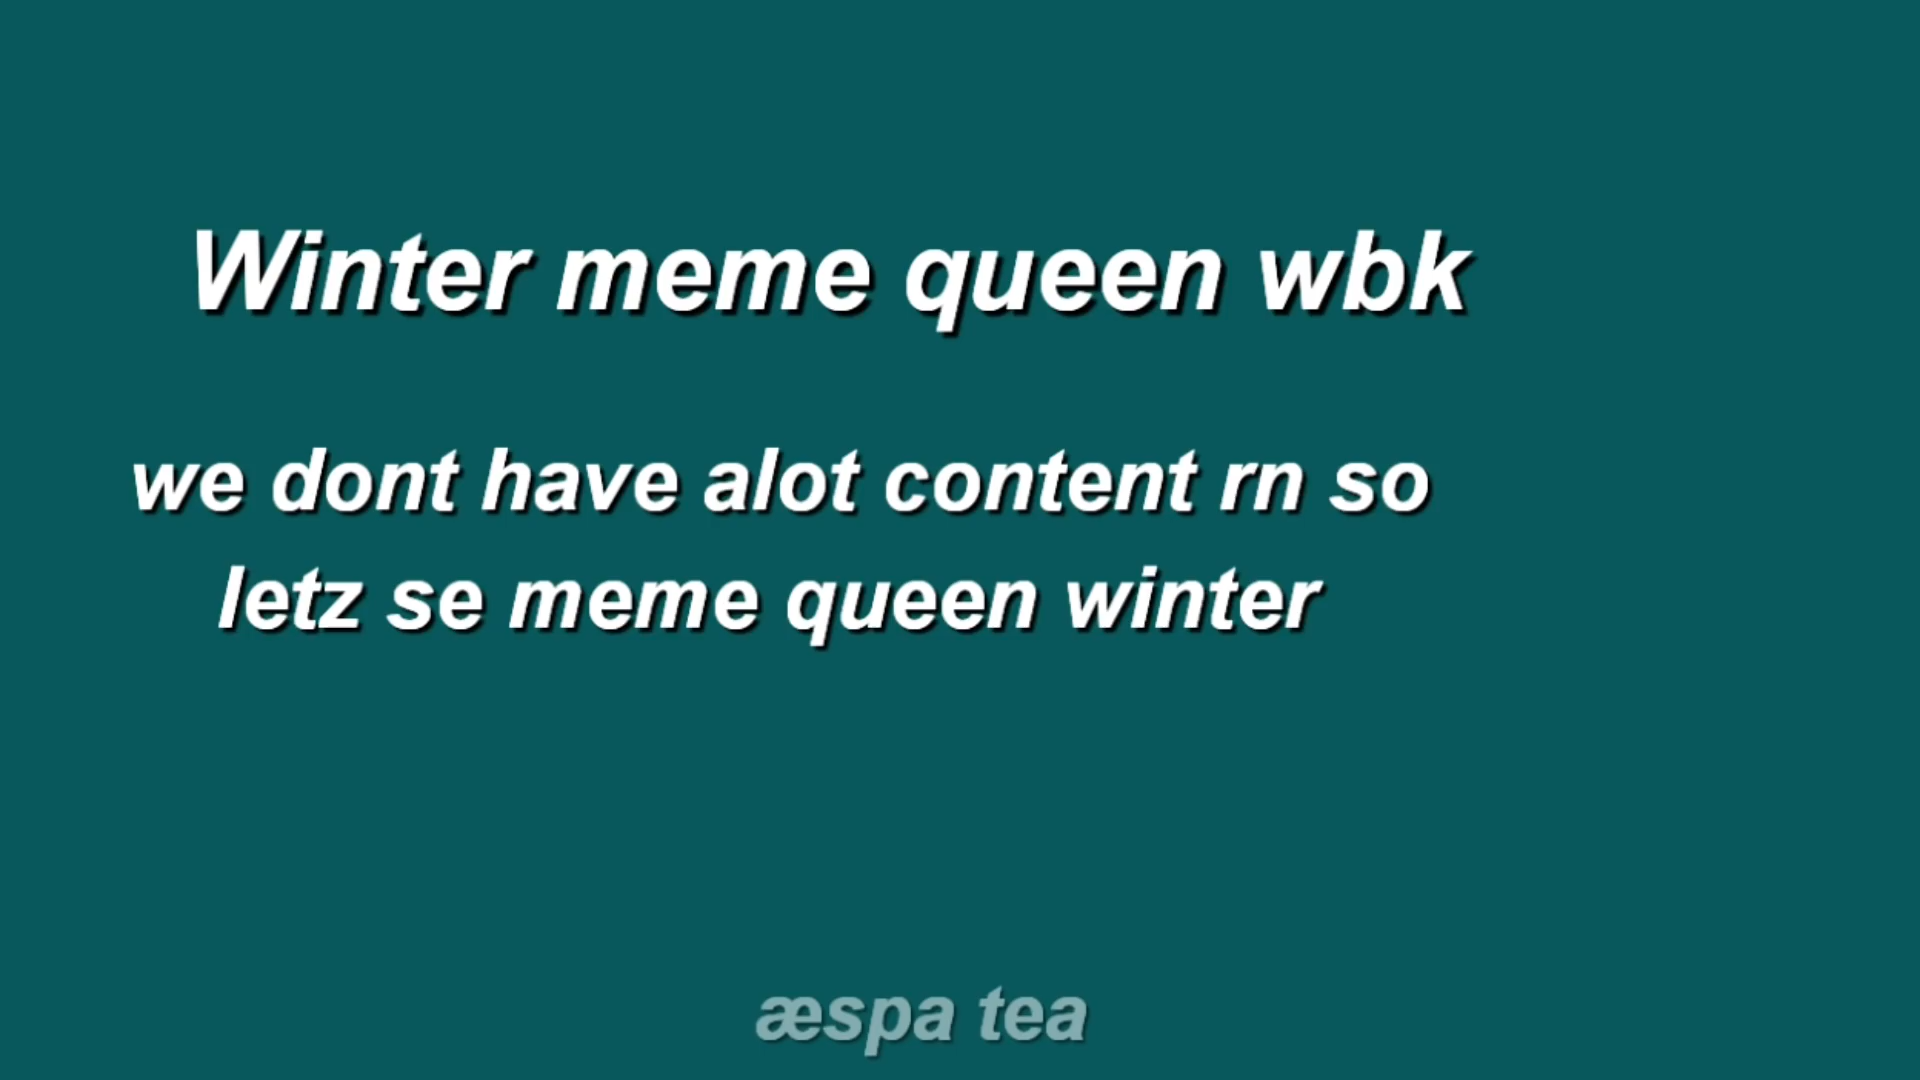 Winter meme queen wbk
we dont have alot content rn so
letz se meme queen winter
æspa tea